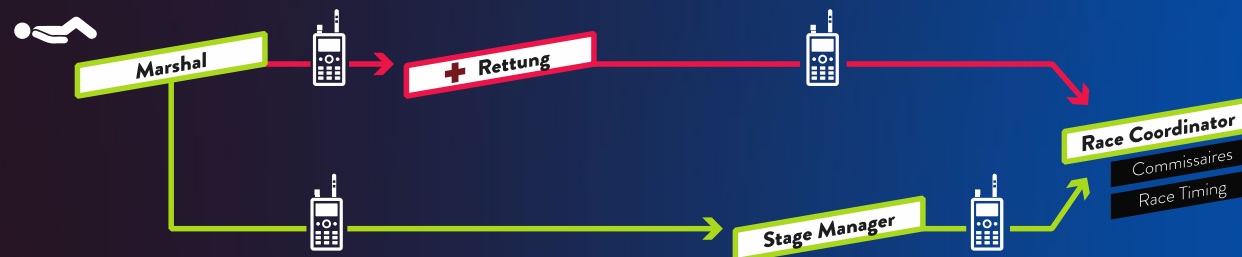 Marshal
Rettung
Race Coordinator
Commissaires
Race Timing
Stage Manager